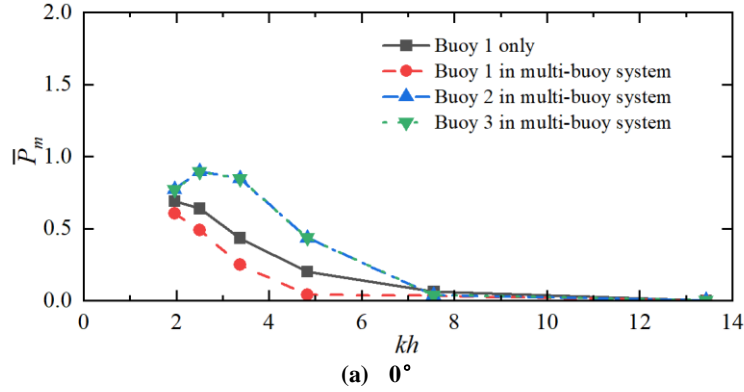 2.0
1.5
1.0
0.5
0.0
P̅m
Buoy 1 only
Buoy 1 in multi-buoy system
Buoy 2 in multi-buoy system
Buoy 3 in multi-buoy system
0 2 4 6 8 10 12 14
kh
(a) 0°